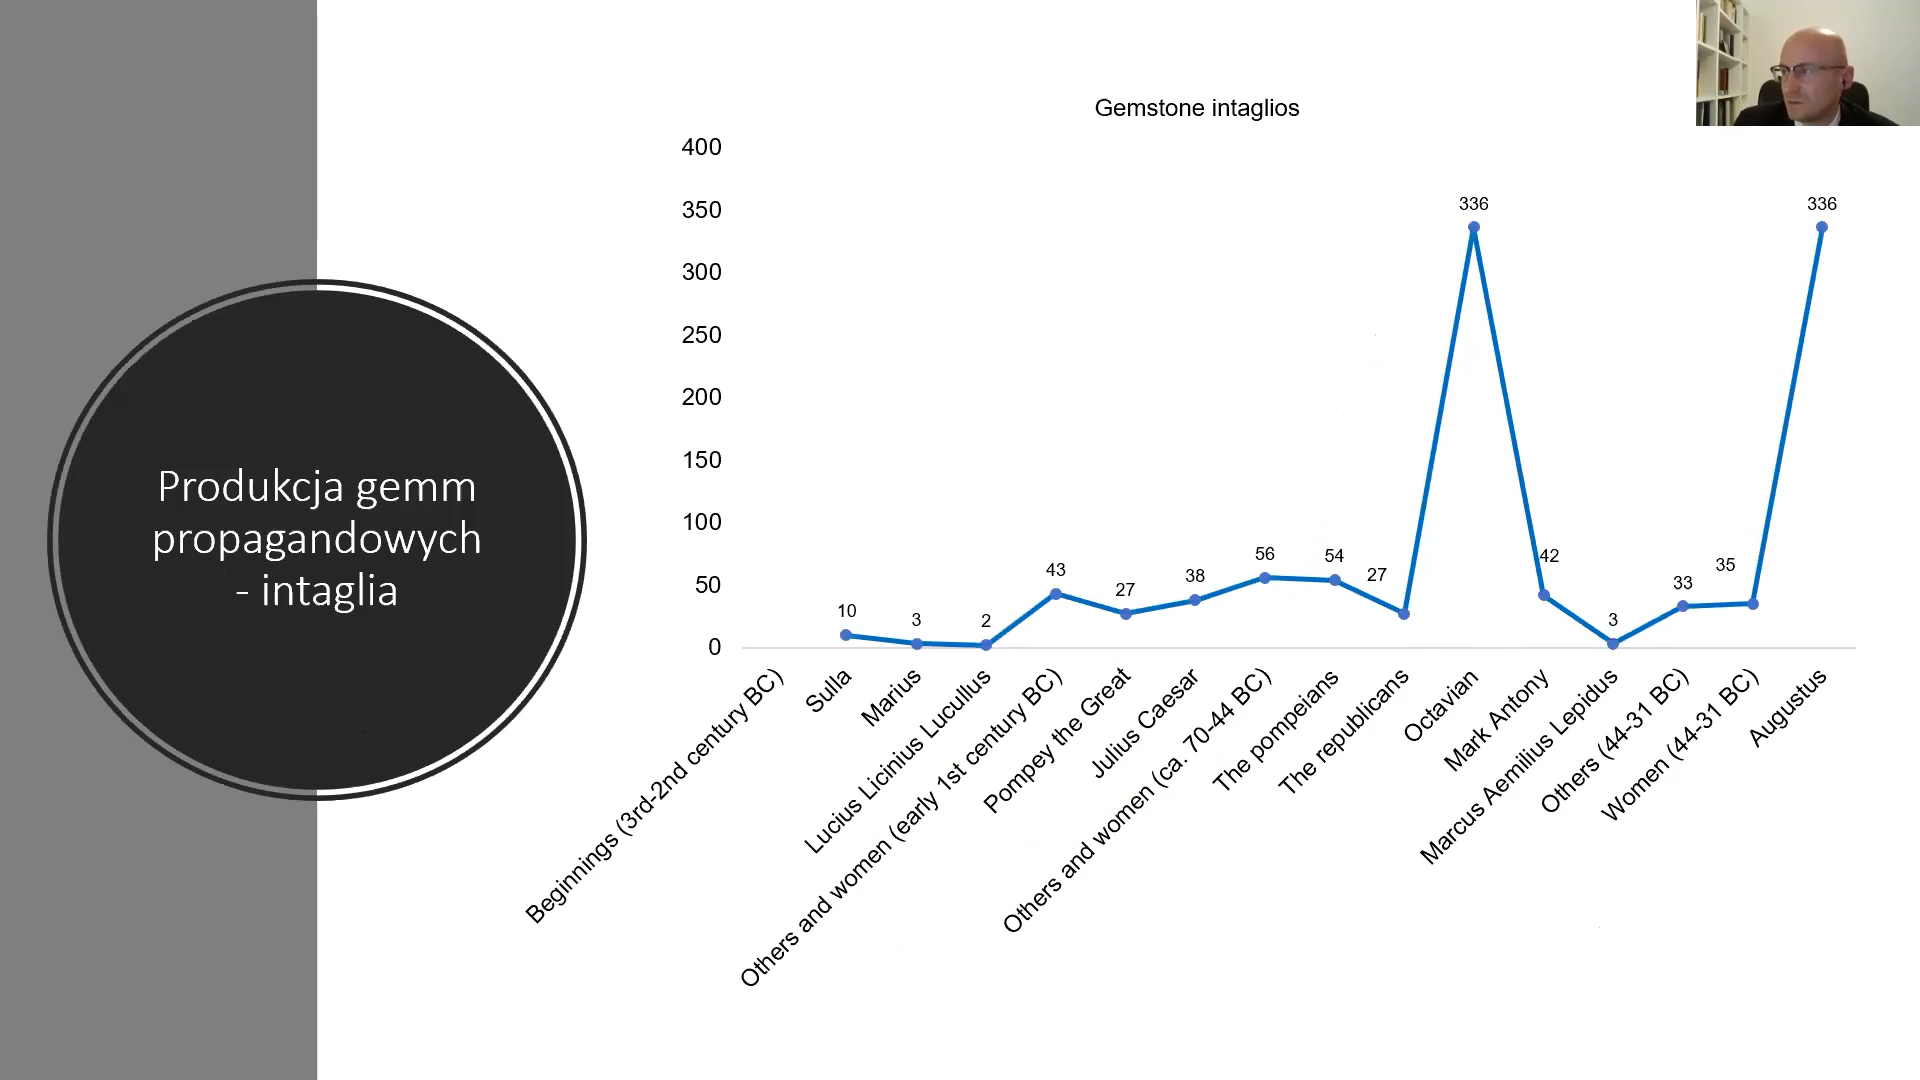 Produkcja gemm
propagandowych
- intaglia
Gemstone intaglios
400
350
300
250
200
150
100
50
0
10
3
2
43
27
38
56
54
27
336
42
3
33
35
336
Beginnings (3rd-2nd century BC)
Sulla
Marius
Lucius Licinius Lucullus
Others and women (early 1st century BC)
Pompey the Great
Julius Caesar
Others and women (ca. 70-44 BC)
The pompeians
The republicans
Octavian
Mark Antony
Marcus Aemilius Lepidus
Others (44-31 BC)
Women (44-31 BC)
Augustus